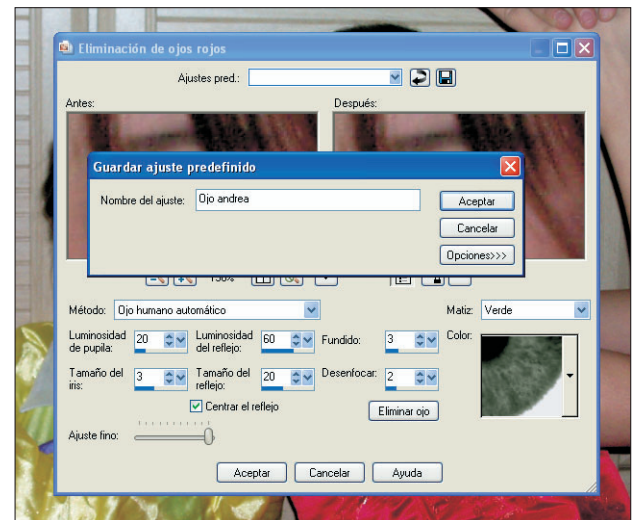 Eliminación de ojos rojos
Ajustes pred.:
Antes:
Después:
Guardar ajuste predefinido
Nombre del ajuste: Ojo andrea
Aceptar
Cancelar
Opciones>>>
Método: Ojo humano automático
Matiz: Verde
Luminosidad de pupila: 20
Luminosidad del reflejo: 60
Fundido: 3
Color:
Tamaño del iris: 3
Tamaño del reflejo: 20
Desenfocar: 2
Centrar el reflejo
Eliminar ojo
Ajuste fino:
Aceptar Cancelar Ayuda